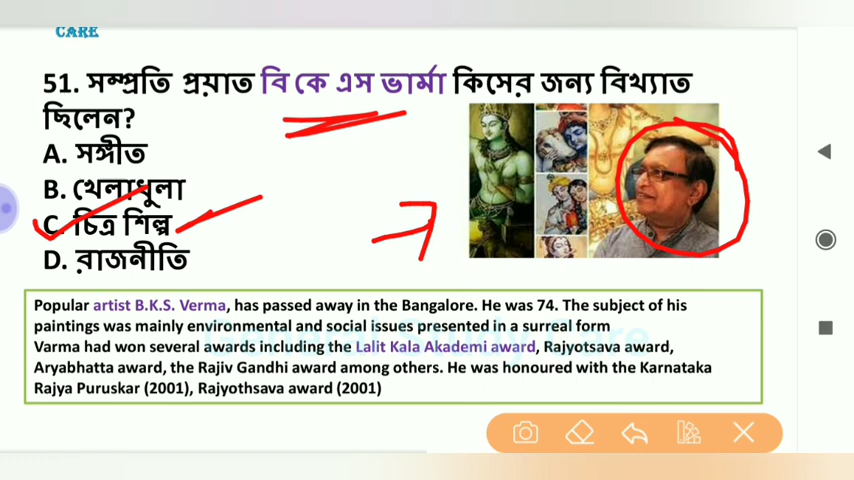 CARE
51. সম্প্রতি প্রয়াত বি কে এস ভার্মা কিসের জন্য বিখ্যাত
ছিলেন?
A. সঙ্গীত
B. খেলাধুলা
C. চিত্র শিল্প
D. রাজনীতি
Popular artist B.K.S. Verma, has passed away in the Bangalore. He was 74. The subject of his
paintings was mainly environmental and social issues presented in a surreal form
Varma had won several awards including the Lalit Kala Akademi award, Rajyotsava award,
Aryabhatta award, the Rajiv Gandhi award among others. He was honoured with the Karnataka
Rajya Puruskar (2001), Rajyothsava award (2001)
General Study Care